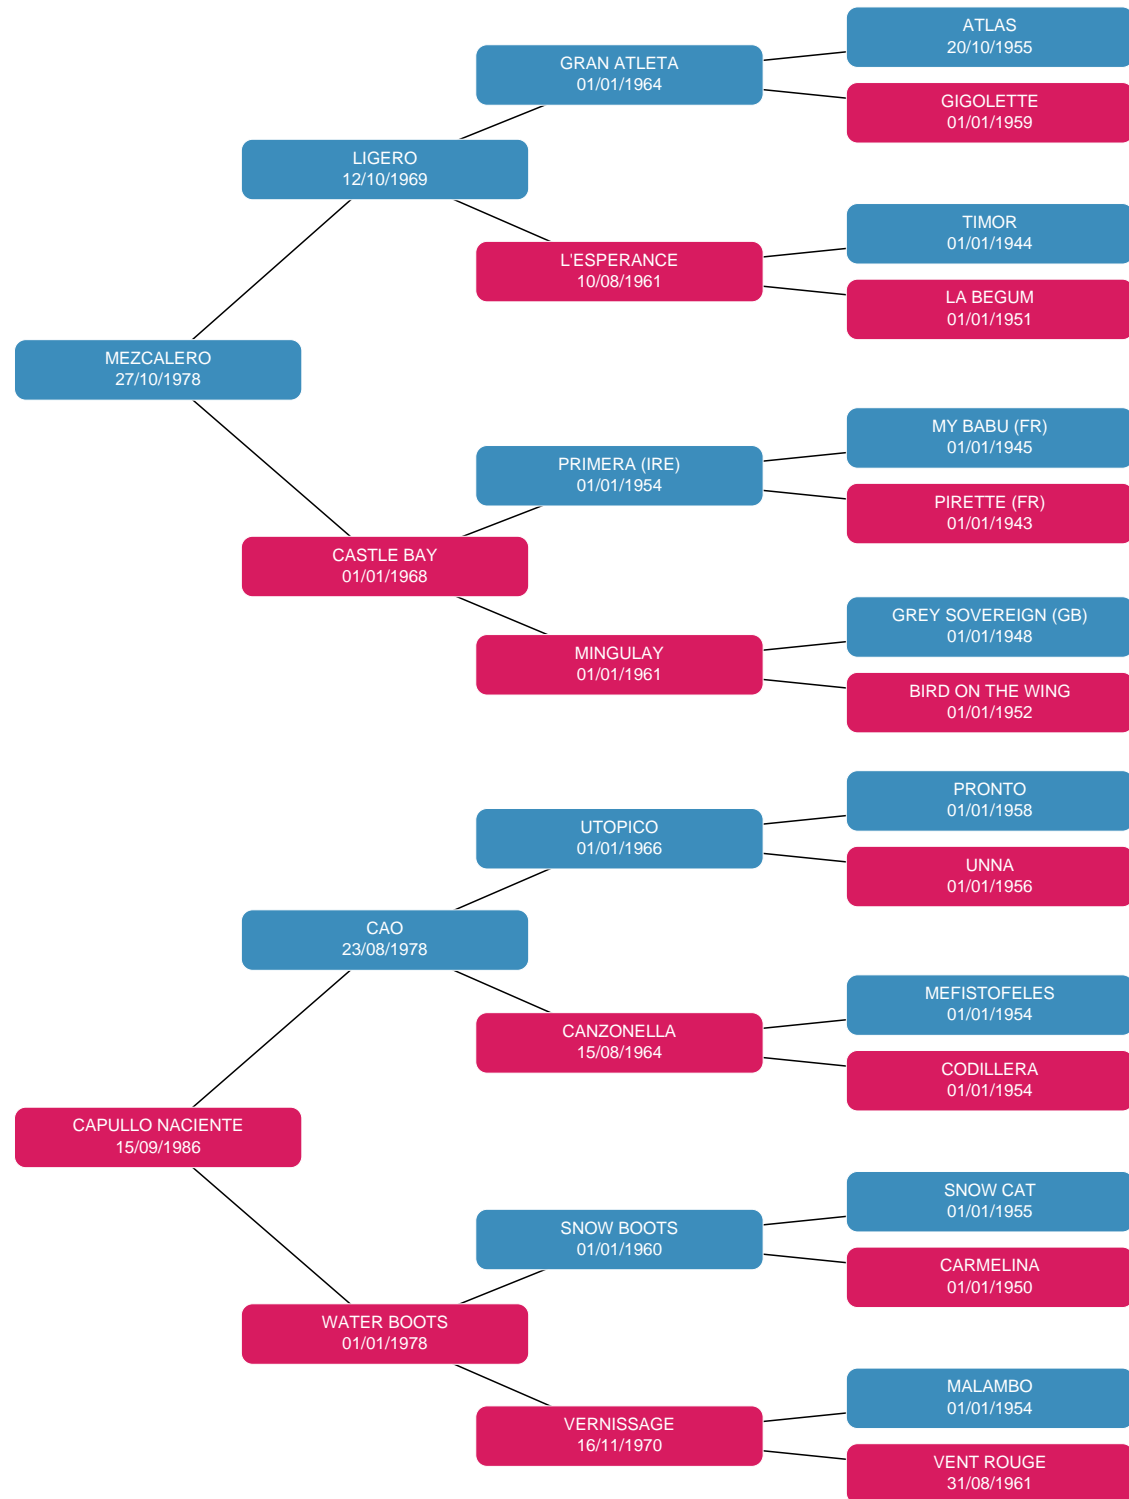 ATLAS
20/10/1955
GRAN ATLETA
01/01/1964
GIGOLETTE
01/01/1959
LIGERO
12/10/1969
TIMOR
01/01/1944
L'ESPERANCE
10/08/1961
LA BEGUM
01/01/1951
MEZCALERO
27/10/1978
MY BABU (FR)
01/01/1945
PRIMERA (IRE)
01/01/1954
PIRETTE (FR)
01/01/1943
CASTLE BAY
01/01/1968
GREY SOVEREIGN (GB)
01/01/1948
MINGULAY
01/01/1961
BIRD ON THE WING
01/01/1952
PRONTO
01/01/1958
UTOPICO
01/01/1966
UNNA
01/01/1956
CAO
23/08/1978
MEFISTOFELES
01/01/1954
CANZONELLA
15/08/1964
CODILLERA
01/01/1954
CAPULLO NACIENTE
15/09/1986
SNOW CAT
01/01/1955
SNOW BOOTS
01/01/1960
CARMELINA
01/01/1950
WATER BOOTS
01/01/1978
MALAMBO
01/01/1954
VERNISSAGE
16/11/1970
VENT ROUGE
31/08/1961